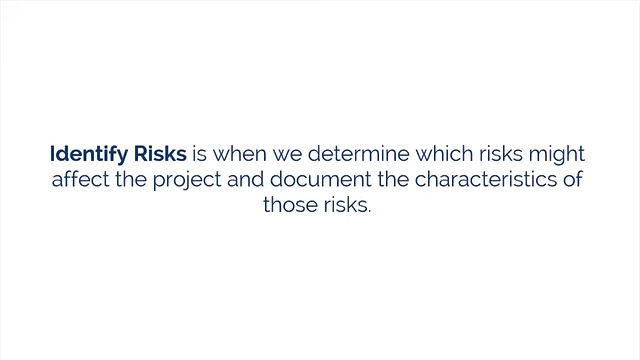 Identify Risks is when we determine which risks might
affect the project and document the characteristics of
those risks.